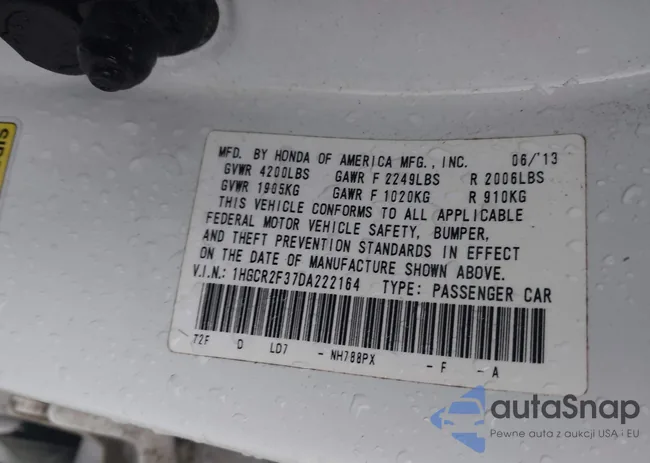 MFD. BY HONDA OF AMERICA MFG., INC. 06/'13
GVWR 4200LBS GAWR F 2249LBS R 2006LBS
GVWR 1905KG GAWR F 1020KG R 910KG
THIS VEHICLE CONFORMS TO ALL APPLICABLE
FEDERAL MOTOR VEHICLE SAFETY, BUMPER,
AND THEFT PREVENTION STANDARDS IN EFFECT
ON THE DATE OF MANUFACTURE SHOWN ABOVE.
V.I.N.: 1HGCR2F37DA222164 TYPE: PASSENGER CAR
T2F D LD7 - NH788PX - F - A
autaSnap
Pewne auta z aukcji USA i EU